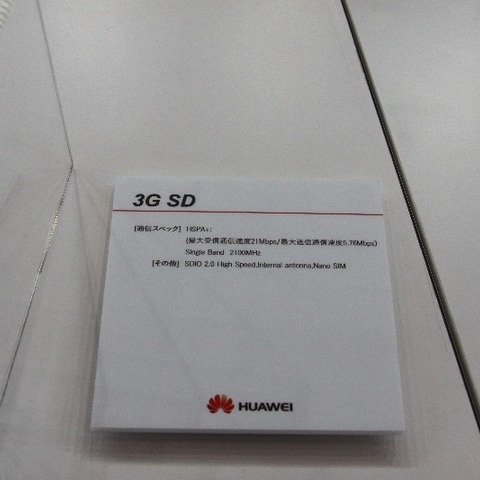 3G SD
[通信スペック] HSPA+:
(最大受信通信速度21Mbps/最大送信通信速度5.76Mbps)
Single Band 2100MHz
[その他] SDIO 2.0 High Speed,Internal antenna,Nano SIM
HUAWEI